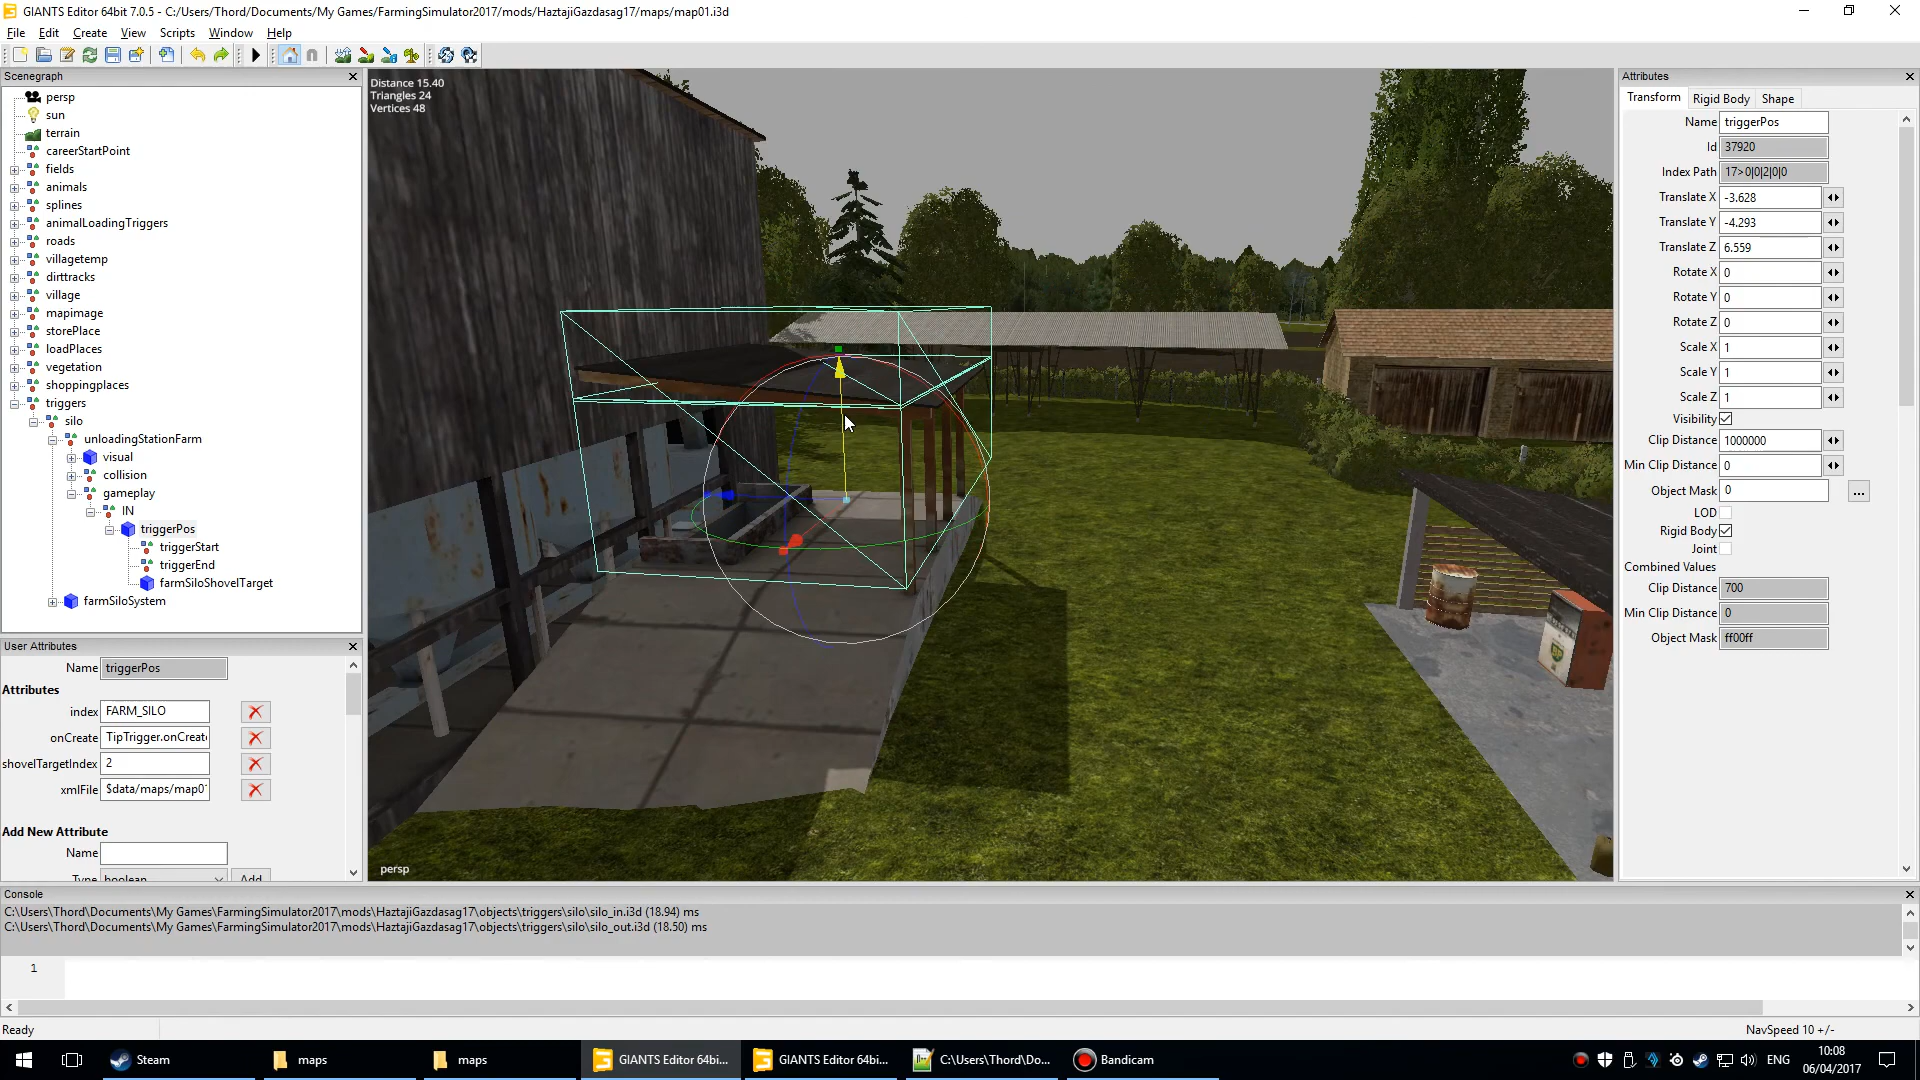 GIANTS Editor 64bit 7.0.5 - C:/Users/Thord/Documents/My Games/FarmingSimulator2017/mods/HaztajiGazdasag17/maps/map01.i3d
File Edit Create View Scripts Window Help
Scenegraph
persp
sun
terrain
careerStartPoint
fields
animals
splines
animalLoadingTriggers
roads
villagetemp
dirttracks
village
mapimage
storePlace
loadPlaces
vegetation
shoppingplaces
triggers
silo
unloadingStationFarm
visual
collision
gameplay
IN
triggerPos
triggerStart
triggerEnd
farmSiloShovelTarget
farmSiloSystem
User Attributes
Name triggerPos
Attributes
index FARM_SILO
onCreate TipTrigger.onCreat
shovelTargetIndex 2
xmlFile $data/maps/map0
Add New Attribute
Name
Type boolean Add
Distance 15.40
Triangles 24
Vertices 48
BP
persp
Attributes
Transform Rigid Body Shape
Name triggerPos
Id 37920
Index Path 17>0|0|2|0|0
Translate X -3.628
Translate Y -4.293
Translate Z 6.559
Rotate X 0
Rotate Y 0
Rotate Z 0
Scale X 1
Scale Y 1
Scale Z 1
Visibility
Clip Distance 1000000
Min Clip Distance 0
Object Mask 0 ...
LOD
Rigid Body
Joint
Combined Values
Clip Distance 700
Min Clip Distance 0
Object Mask ff00ff
Console
C:\Users\Thord\Documents\My Games\FarmingSimulator2017\mods\HaztajiGazdasag17\objects\triggers\silo\silo_in.i3d (18.94) ms
C:\Users\Thord\Documents\My Games\FarmingSimulator2017\mods\HaztajiGazdasag17\objects\triggers\silo\silo_out.i3d (18.50) ms
1
Ready
NavSpeed 10 +/-
Steam maps maps GIANTS Editor 64bi... GIANTS Editor 64bi... C:\Users\Thord\Do... Bandicam
ENG
10:08
06/04/2017